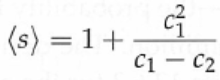 ⟨s⟩ = 1 + c₁² / (c₁ − c₂)